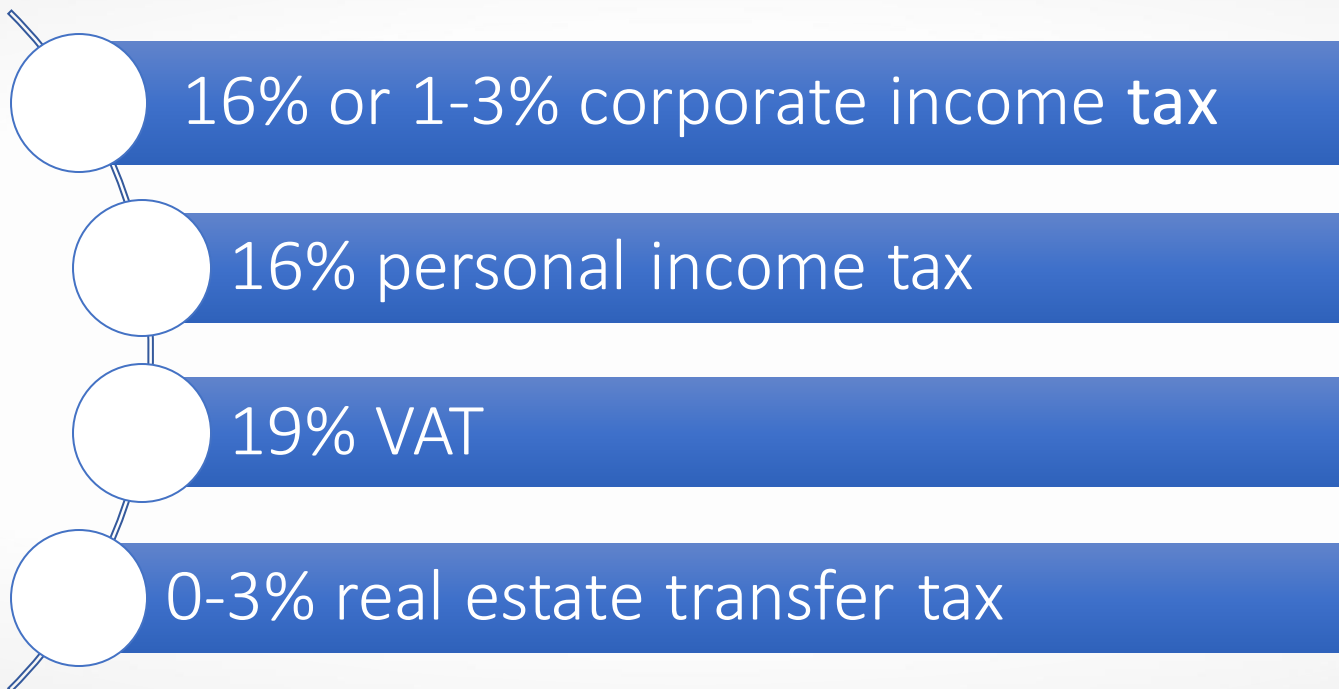 16% or 1-3% corporate income tax
16% personal income tax
19% VAT
0-3% real estate transfer tax